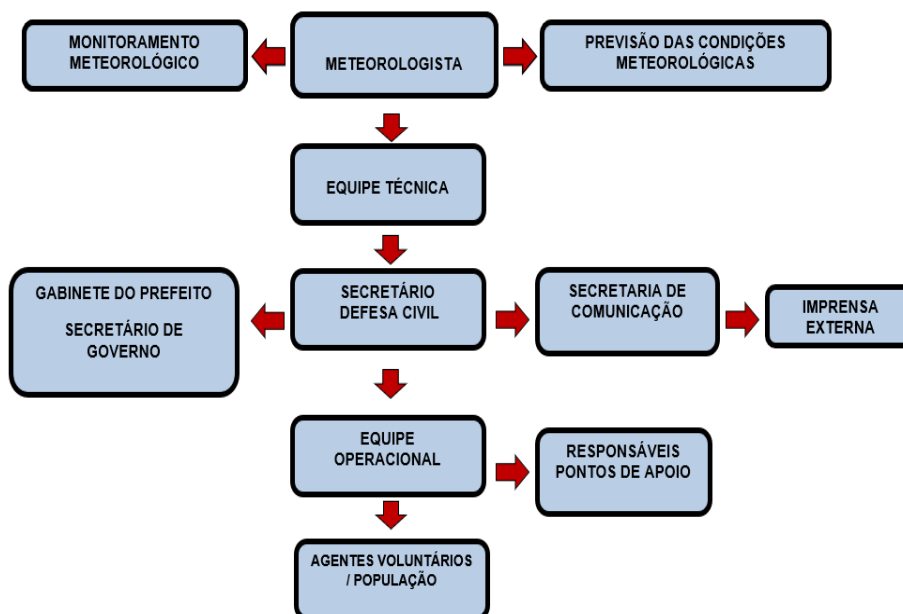 MONITORAMENTO
METEOROLÓGICO
METEOROLOGISTA
PREVISÃO DAS CONDIÇÕES
METEOROLÓGICAS
EQUIPE TÉCNICA
GABINETE DO PREFEITO
SECRETÁRIO DE
GOVERNO
SECRETÁRIO
DEFESA CIVIL
SECRETARIA DE
COMUNICAÇÃO
IMPRENSA
EXTERNA
EQUIPE
OPERACIONAL
RESPONSÁVEIS
PONTOS DE APOIO
AGENTES VOLUNTÁRIOS
/ POPULAÇÃO